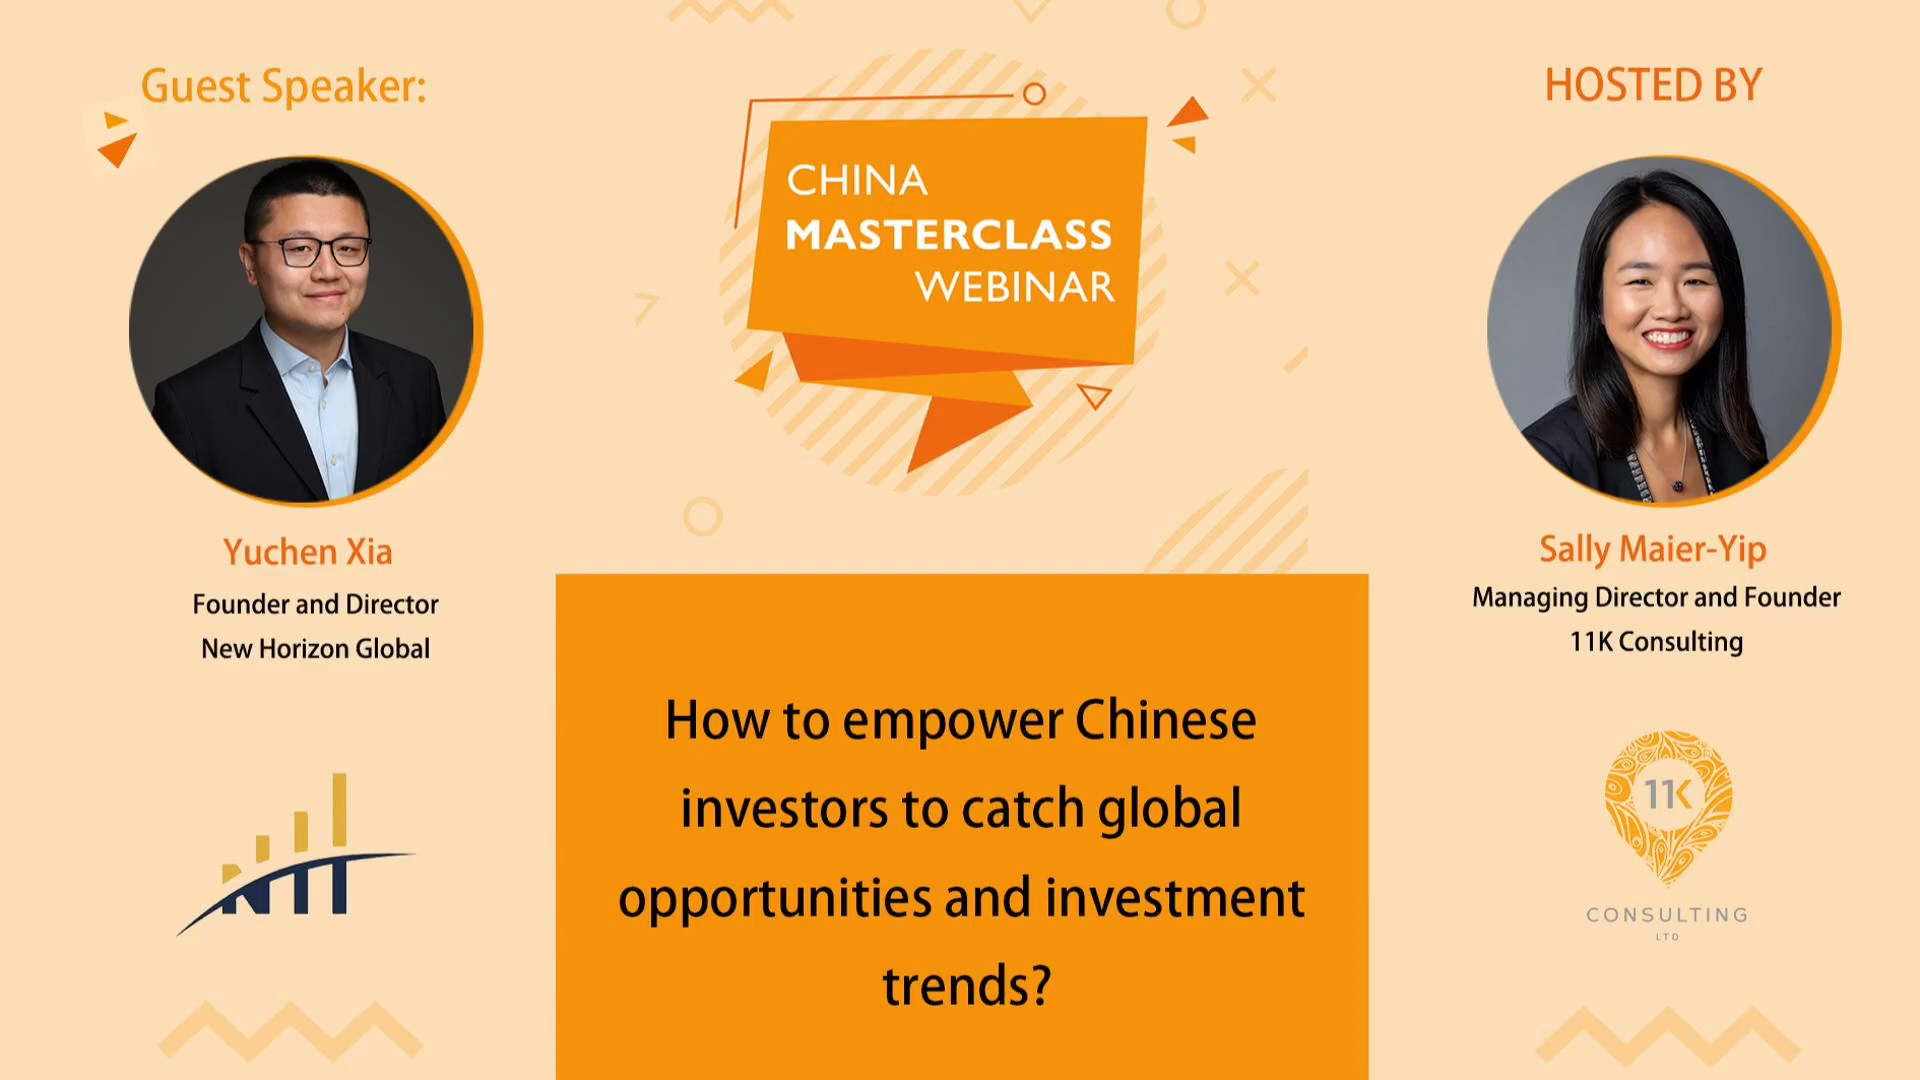 Guest Speaker:
Yuchen Xia
Founder and Director
New Horizon Global
CHINA
MASTERCLASS
WEBINAR
How to empower Chinese
investors to catch global
opportunities and investment
trends?
HOSTED BY
Sally Maier-Yip
Managing Director and Founder
11K Consulting
11K
CONSULTING
LTD